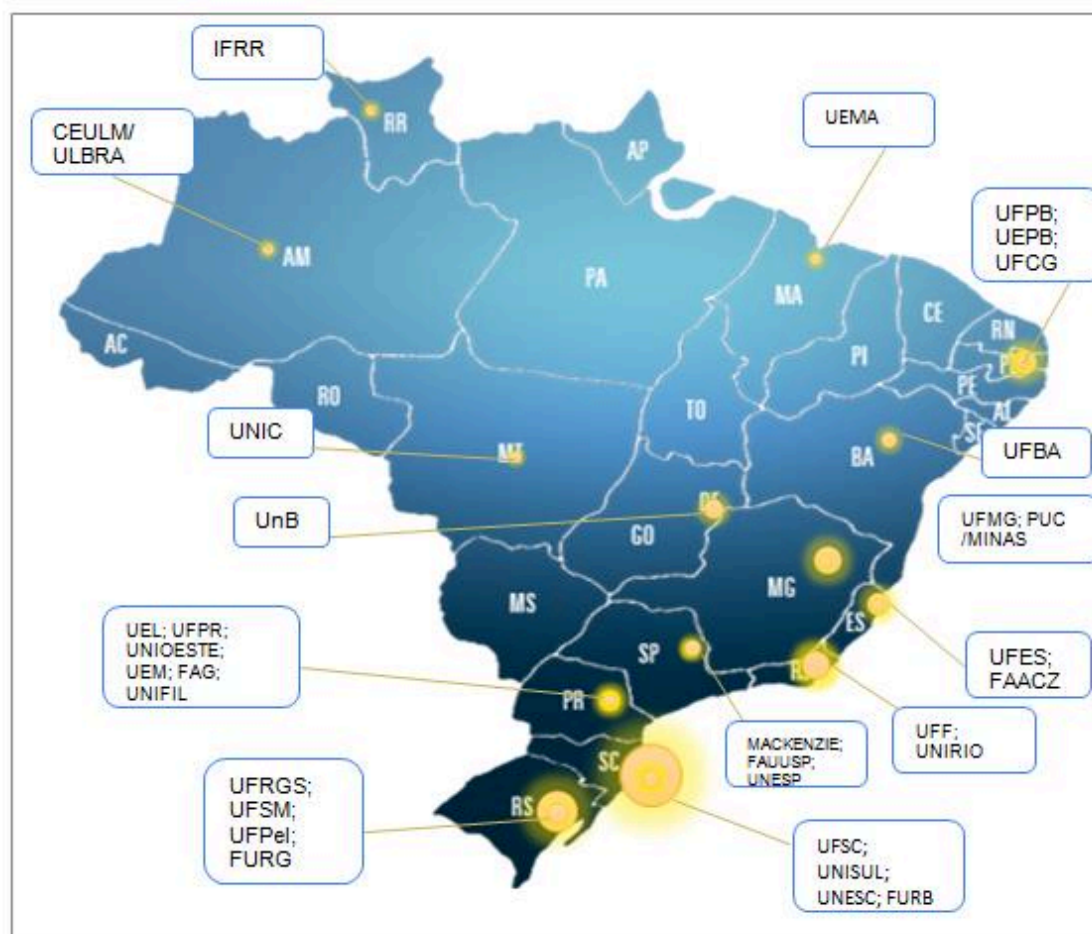 IFRR
CEULM/
ULBRA
UEMA
RR
AP
UFPB;
UEPB;
UFCG
AM
PA
MA
CE
RN
AC
PI
PE
RO
TO
AL
UNIC
MT
BA
UFBA
UnB
GO
UFMG; PUC
/MINAS
MS
MG
ES
UEL; UFPR;
UNIOESTE;
UEM; FAG;
UNIFIL
SP
UFES;
FAACZ
PR
MACKENZIE;
FAUUSP;
UNESP
UFF;
UNIRIO
SC
UFRGS;
UFSM;
UFPel;
FURG
RS
UFSC;
UNISUL;
UNESC; FURB